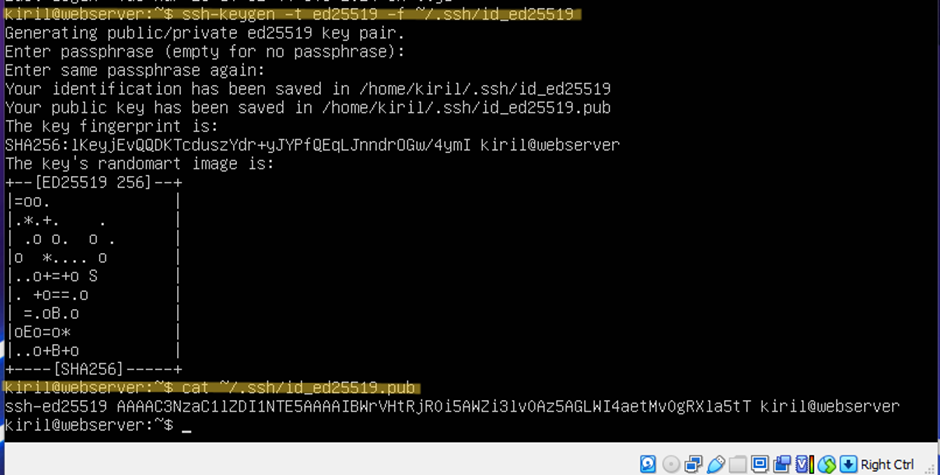 kiril@webserver:~$ ssh-keygen -t ed25519 -f ~/.ssh/id_ed25519
Generating public/private ed25519 key pair.
Enter passphrase (empty for no passphrase):
Enter same passphrase again:
Your identification has been saved in /home/kiril/.ssh/id_ed25519
Your public key has been saved in /home/kiril/.ssh/id_ed25519.pub
The key fingerprint is:
SHA256:lKeyjEvQQDKTcduszYdr+yJYPfQEqLJnndrOGw/4ymI kiril@webserver
The key's randomart image is:
+--[ED25519 256]--+
|=oo.             |
|.*.+.     .      |
| .o o.  o .      |
|o  *.... o       |
|..o+=+o S        |
|. +o==.o         |
| =.oB.o          |
|oEo=o*           |
|..o+B+o          |
+----[SHA256]-----+
kiril@webserver:~$ cat ~/.ssh/id_ed25519.pub
ssh-ed25519 AAAAC3NzaC1lZDI1NTE5AAAAIBWrVHtRjROi5AWZi3lvOAz5AGLWI4aetMvOgRXla5tT kiril@webserver
kiril@webserver:~$ _
Right Ctrl